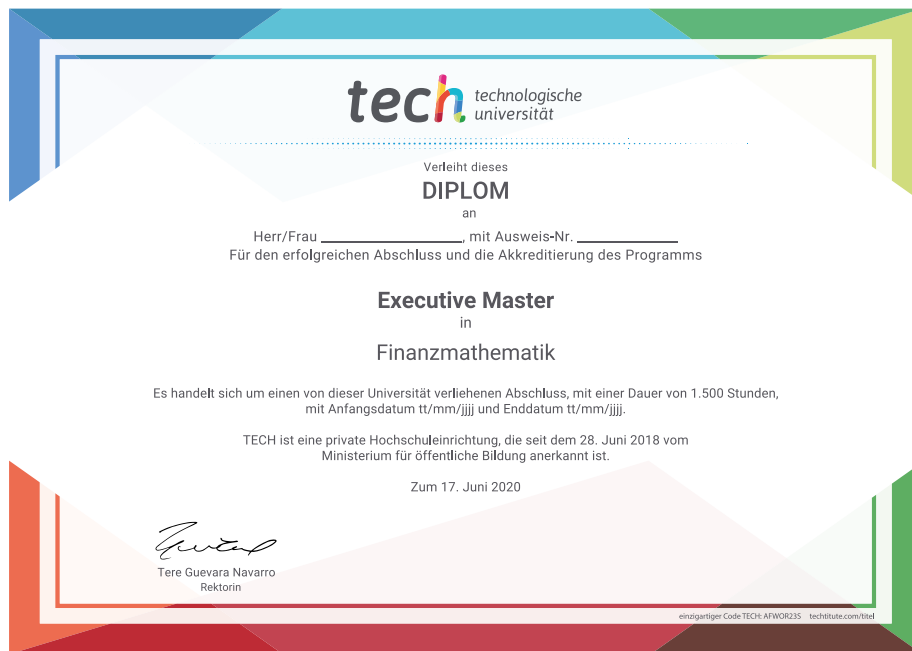 tech technologische
universität
Verleiht dieses
DIPLOM
an
Herr/Frau ____________________, mit Ausweis-Nr. ______________
Für den erfolgreichen Abschluss und die Akkreditierung des Programms
Executive Master
in
Finanzmathematik
Es handelt sich um einen von dieser Universität verliehenen Abschluss, mit einer Dauer von 1.500 Stunden,
mit Anfangsdatum tt/mm/jjjj und Enddatum tt/mm/jjjj.
TECH ist eine private Hochschuleinrichtung, die seit dem 28. Juni 2018 vom
Ministerium für öffentliche Bildung anerkannt ist.
Zum 17. Juni 2020
Tere Guevara Navarro
Rektorin
einzigartiger Code TECH: AFWOR23S techtitute.com/titel